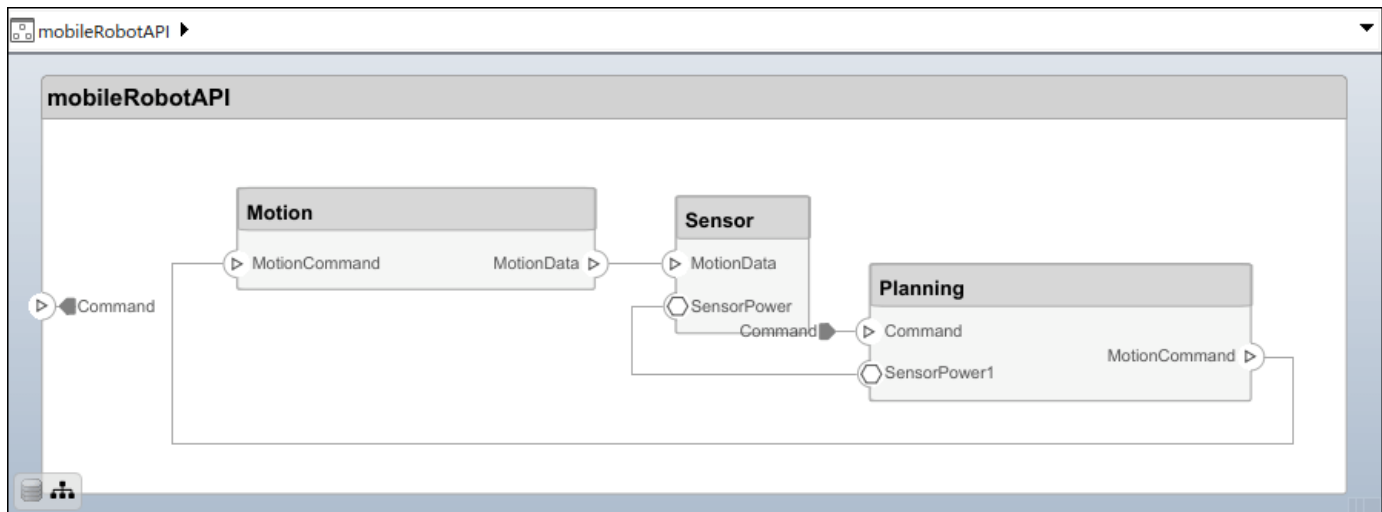 mobileRobotAPI
mobileRobotAPI
Motion
MotionCommand
MotionData
Sensor
MotionData
SensorPower
Command
Planning
Command
Command
SensorPower1
MotionCommand